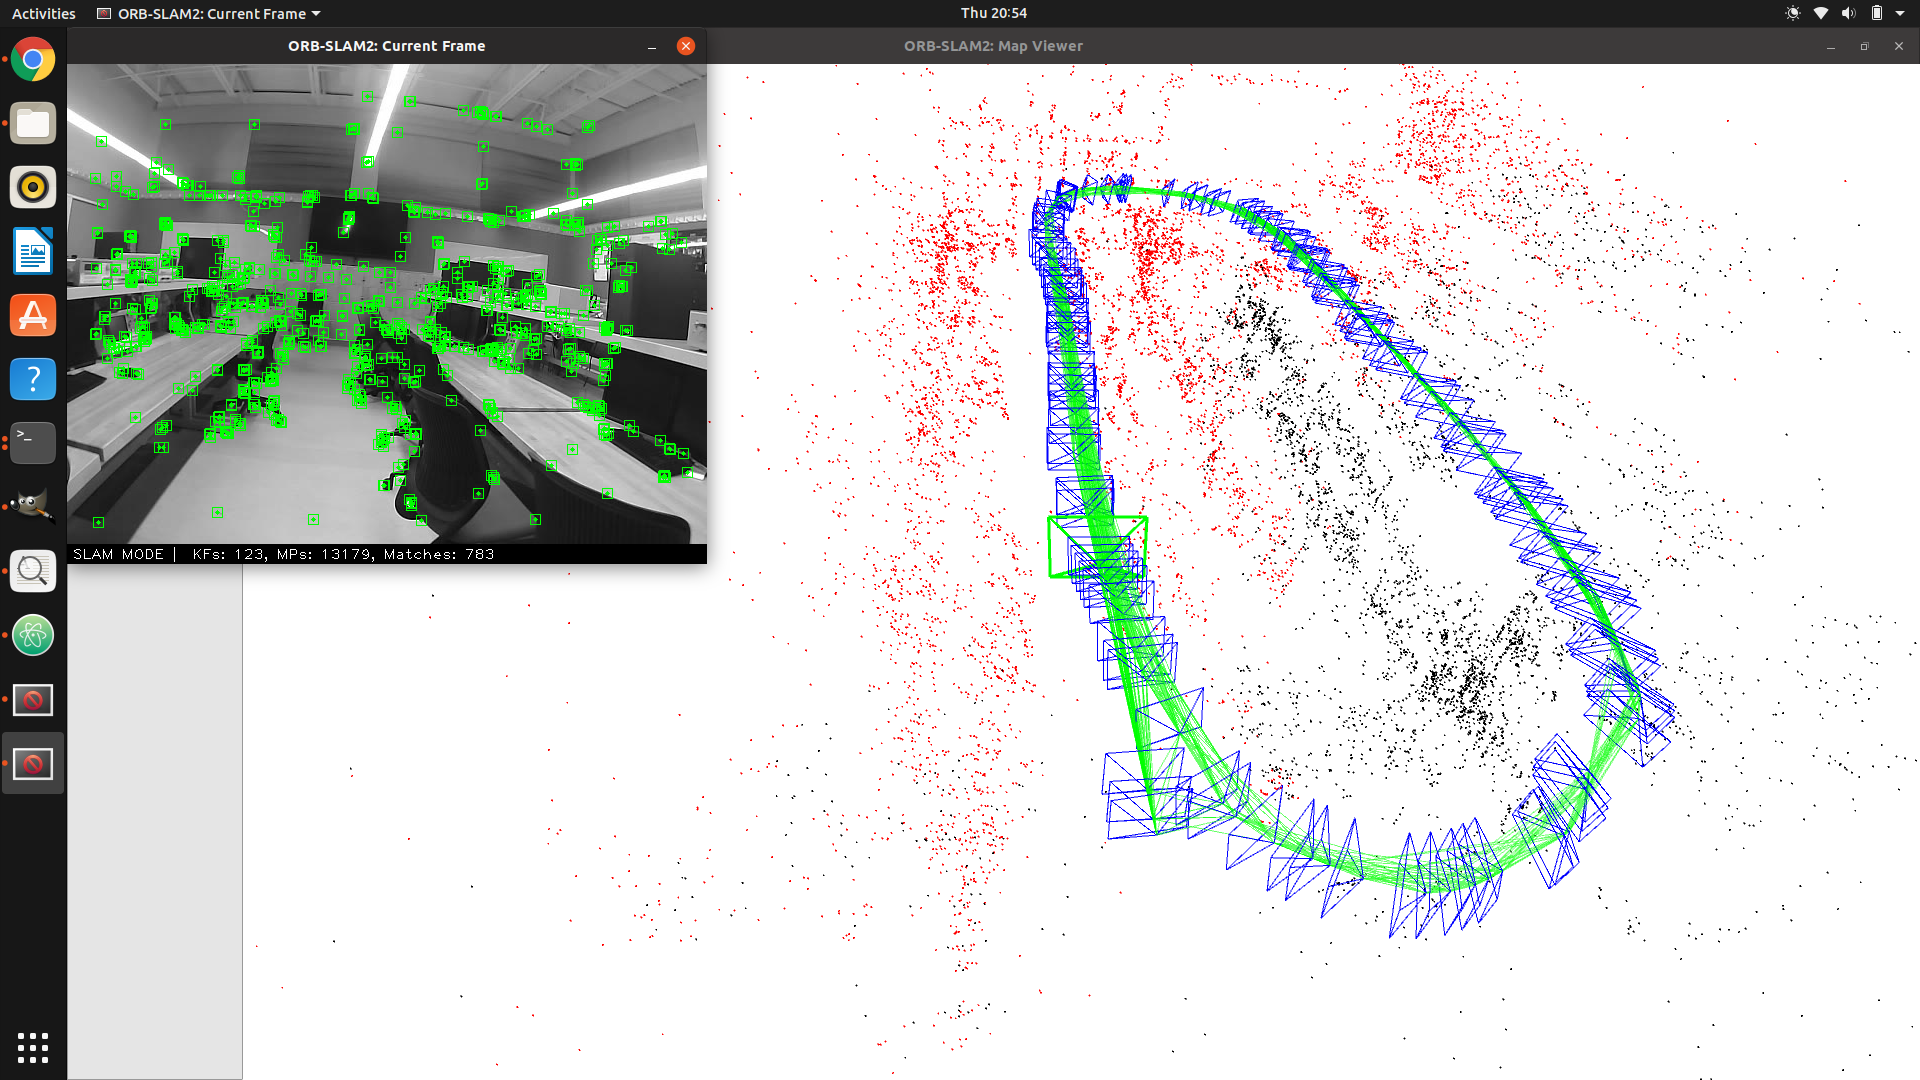 Activities
ORB-SLAM2: Current Frame
Thu 20:54
ORB-SLAM2: Current Frame
ORB-SLAM2: Map Viewer
SLAM MODE |  KFs: 123, MPs: 13179, Matches: 783